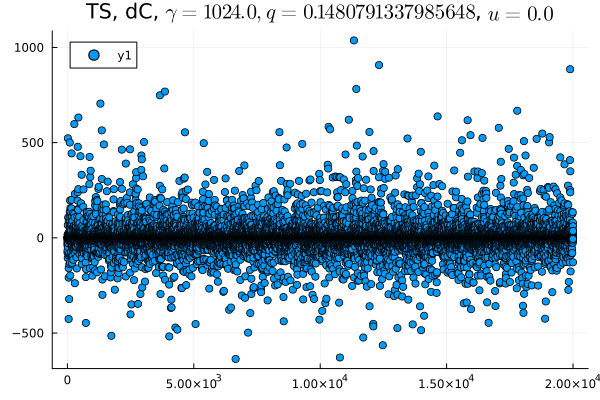 TS, dC, γ = 1024.0, q = 0.1480791337985648, u = 0.0
y1
1000
500
0
−500
0 5.00×10³ 1.00×10⁴ 1.50×10⁴ 2.00×10⁴